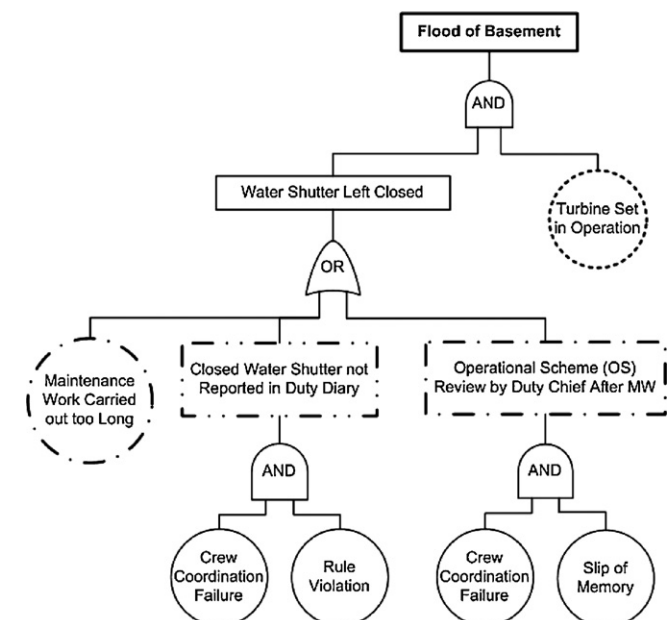 Flood of Basement
AND
Water Shutter Left Closed
Turbine Set
in Operation
OR
Maintenance
Work Carried
out too Long
Closed Water Shutter not
Reported in Duty Diary
Operational Scheme (OS)
Review by Duty Chief After MW
AND
AND
Crew
Coordination
Failure
Rule
Violation
Crew
Coordination
Failure
Slip of
Memory